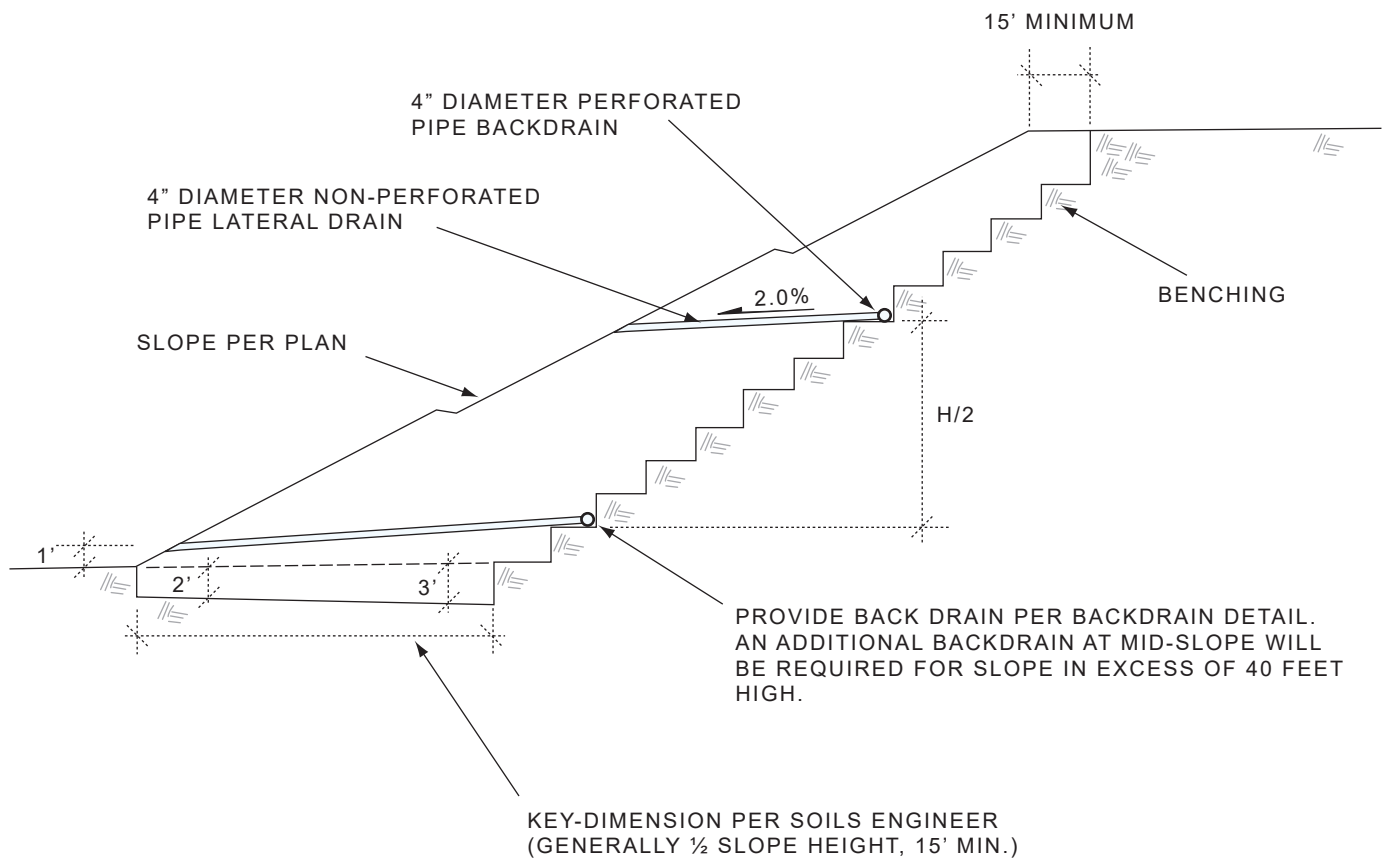 15’ MINIMUM
4” DIAMETER PERFORATED
PIPE BACKDRAIN
4” DIAMETER NON-PERFORATED
PIPE LATERAL DRAIN
2.0%
BENCHING
SLOPE PER PLAN
H/2
1’
2’
3’
PROVIDE BACK DRAIN PER BACKDRAIN DETAIL.
AN ADDITIONAL BACKDRAIN AT MID-SLOPE WILL
BE REQUIRED FOR SLOPE IN EXCESS OF 40 FEET
HIGH.
KEY-DIMENSION PER SOILS ENGINEER
(GENERALLY ½ SLOPE HEIGHT, 15’ MIN.)